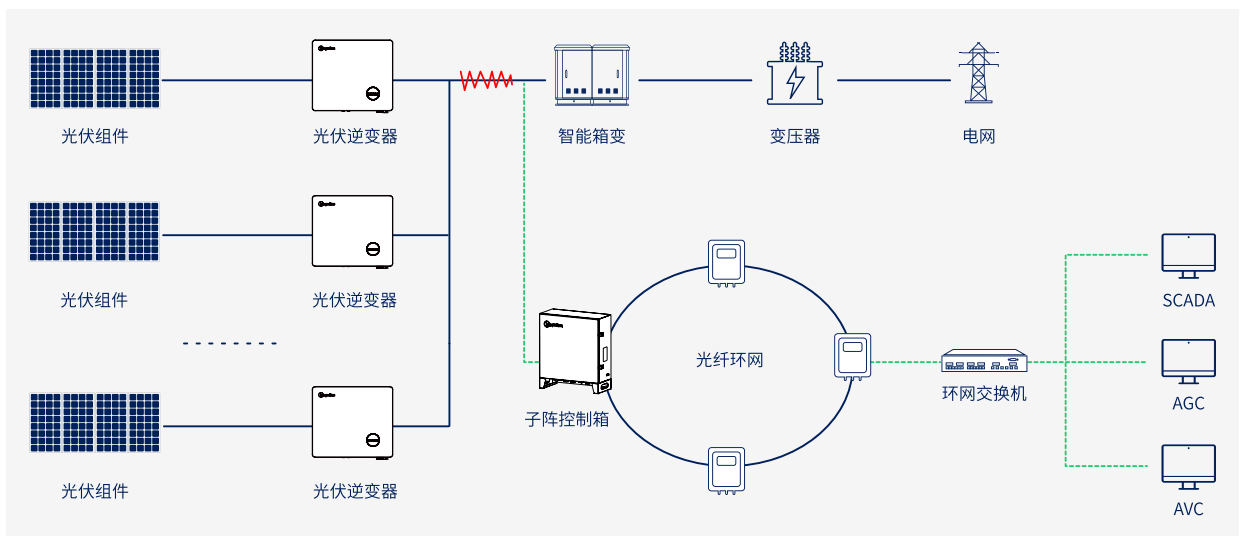 光伏组件
光伏逆变器
智能箱变
变压器
电网
光伏组件
光伏逆变器
SCADA
光纤环网
环网交换机
AGC
子阵控制箱
光伏组件
光伏逆变器
AVC